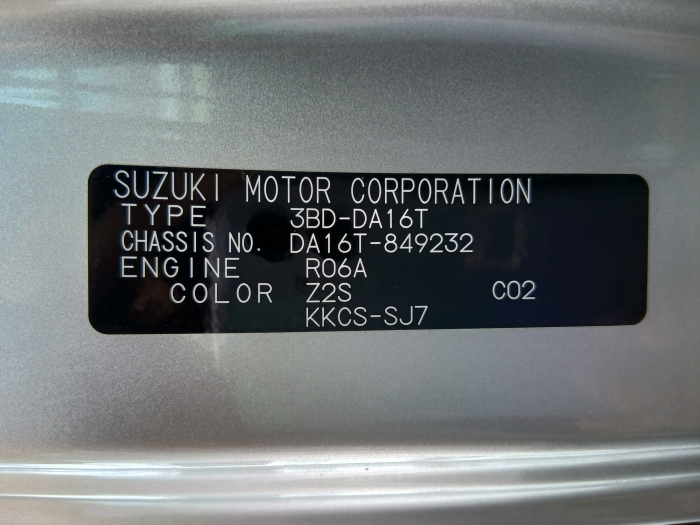 SUZUKI MOTOR CORPORATION
TYPE 3BD-DA16T
CHASSIS NO. DA16T-849232
ENGINE R06A
COLOR Z2S C02
KKCS-SJ7